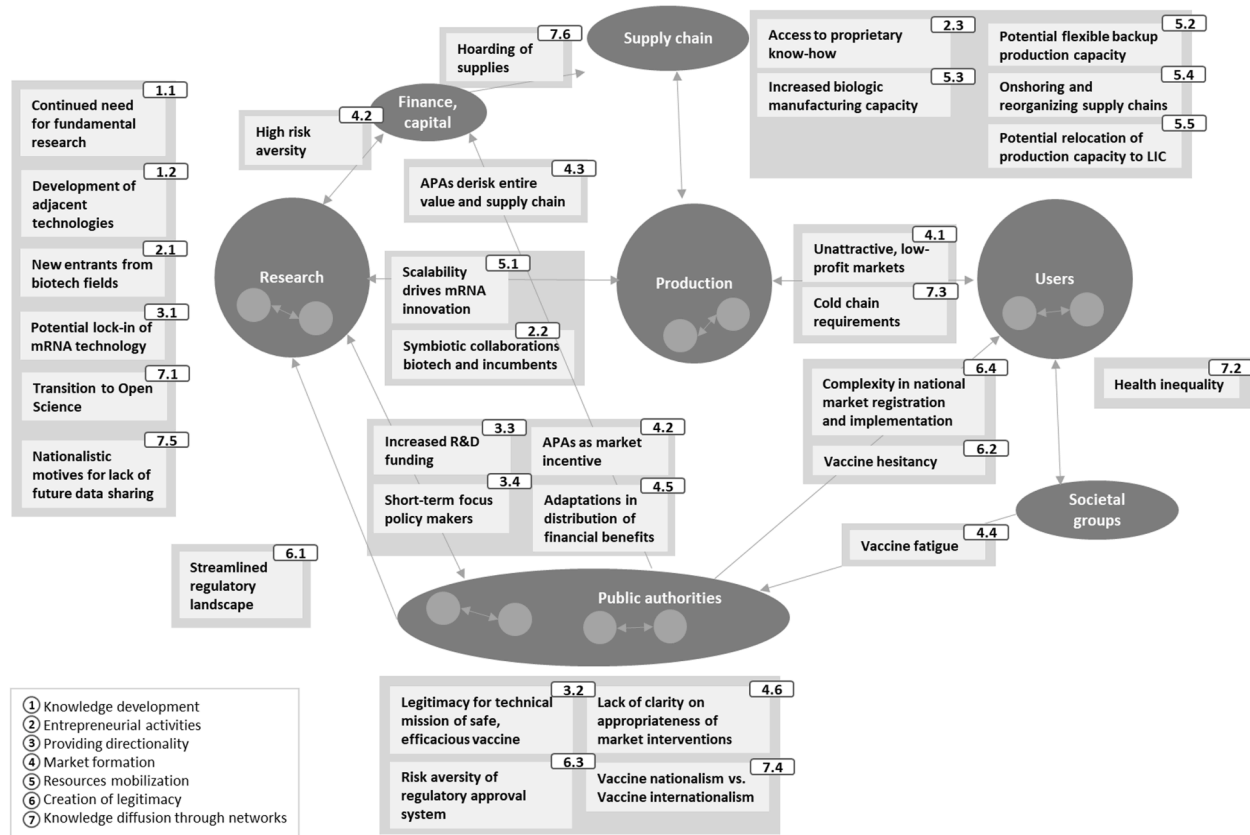 7.6
Hoarding of
supplies
Supply chain
2.3
Access to proprietary
know-how
5.3
Increased biologic
manufacturing capacity
5.2
Potential flexible backup
production capacity
5.4
Onshoring and
reorganizing supply chains
5.5
Potential relocation of
production capacity to LIC
1.1
Continued need
for fundamental
research
1.2
Development of
adjacent
technologies
2.1
New entrants from
biotech fields
3.1
Potential lock-in of
mRNA technology
7.1
Transition to Open
Science
7.5
Nationalistic
motives for lack of
future data sharing
4.2
High risk
aversity
Finance,
capital
4.3
APAs derisk entire
value and supply chain
Research
5.1
Scalability
drives mRNA
innovation
2.2
Symbiotic collaborations
biotech and incumbents
Production
4.1
Unattractive, low-
profit markets
7.3
Cold chain
requirements
Users
6.4
Complexity in national
market registration
and implementation
6.2
Vaccine hesitancy
7.2
Health inequality
3.3
Increased R&D
funding
3.4
Short-term focus
policy makers
4.2
APAs as market
incentive
4.5
Adaptations in
distribution of
financial benefits
Societal
groups
4.4
Vaccine fatigue
6.1
Streamlined
regulatory
landscape
Public authorities
3.2
Legitimacy for technical
mission of safe,
efficacious vaccine
4.6
Lack of clarity on
appropriateness of
market interventions
6.3
Risk aversity of
regulatory approval
system
7.4
Vaccine nationalism vs.
Vaccine internationalism
1 Knowledge development
2 Entrepreneurial activities
3 Providing directionality
4 Market formation
5 Resources mobilization
6 Creation of legitimacy
7 Knowledge diffusion through networks